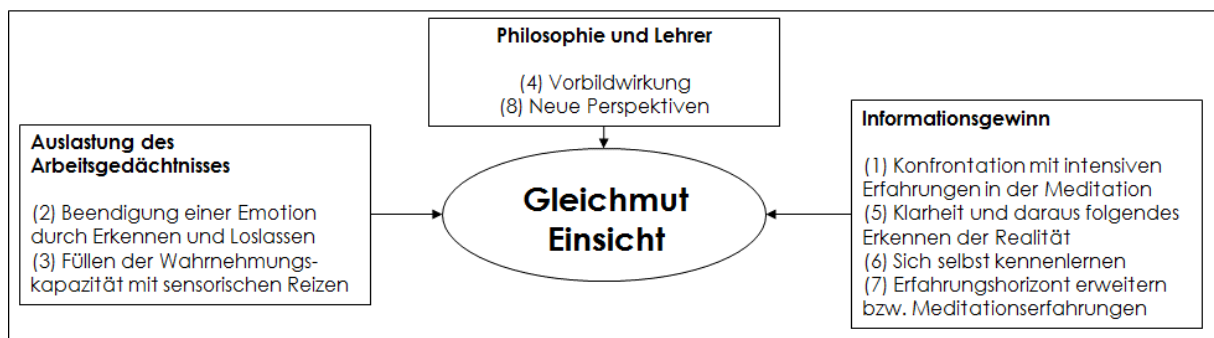 Philosophie und Lehrer
(4) Vorbildwirkung
(8) Neue Perspektiven
Auslastung des
Arbeitsgedächtnisses
(2) Beendigung einer Emotion
durch Erkennen und Loslassen
(3) Füllen der Wahrnehmungs-
kapazität mit sensorischen Reizen
Gleichmut
Einsicht
Informationsgewinn
(1) Konfrontation mit intensiven
Erfahrungen in der Meditation
(5) Klarheit und daraus folgendes
Erkennen der Realität
(6) Sich selbst kennenlernen
(7) Erfahrungshorizont erweitern
bzw. Meditationserfahrungen